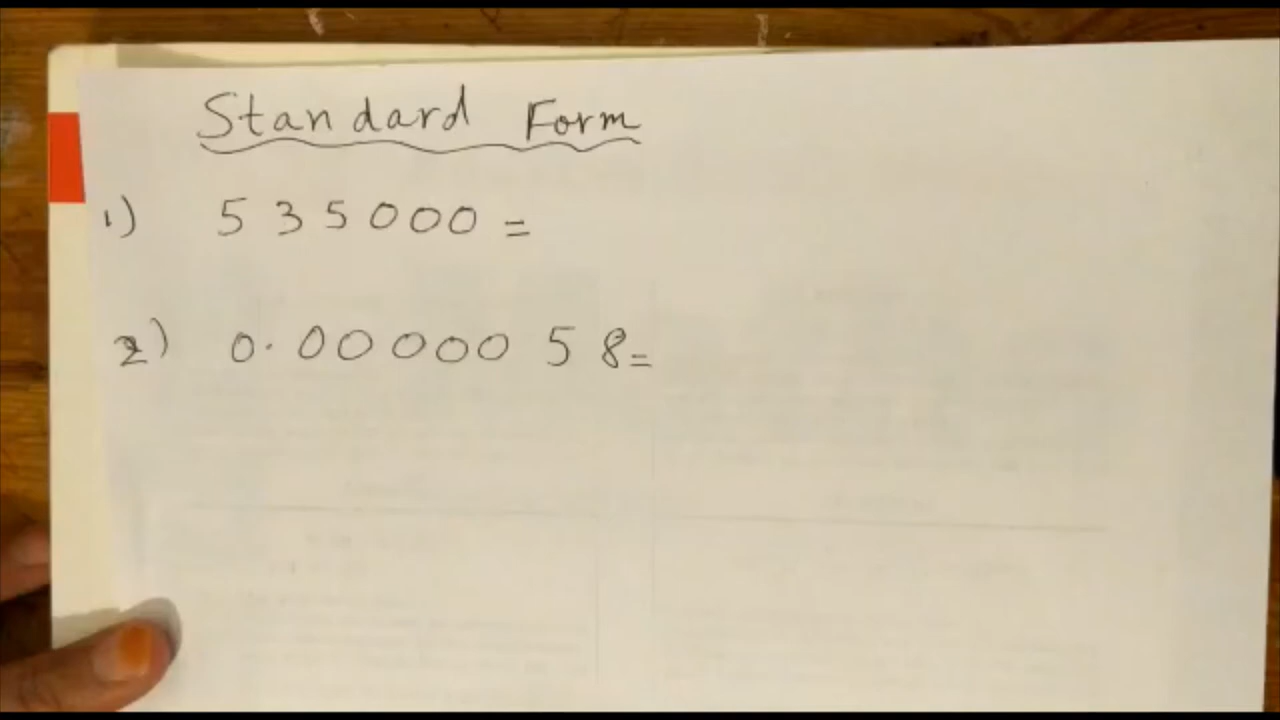 Standard Form
1) 535000 =
2) 0.0000058=